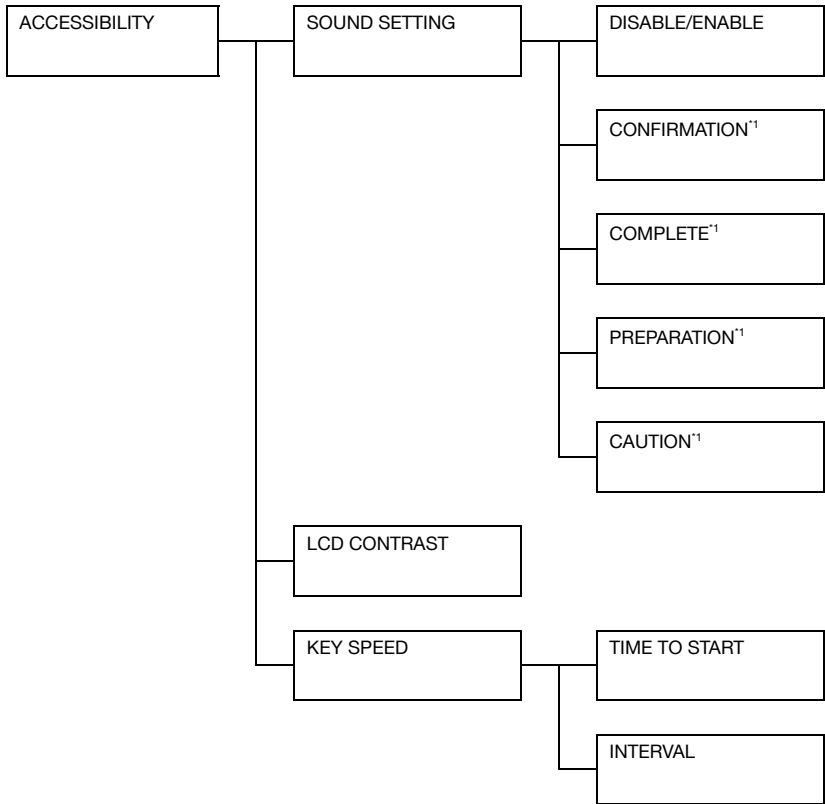 ACCESSIBILITY
SOUND SETTING
DISABLE/ENABLE
CONFIRMATION*1
COMPLETE*1
PREPARATION*1
CAUTION*1
LCD CONTRAST
KEY SPEED
TIME TO START
INTERVAL